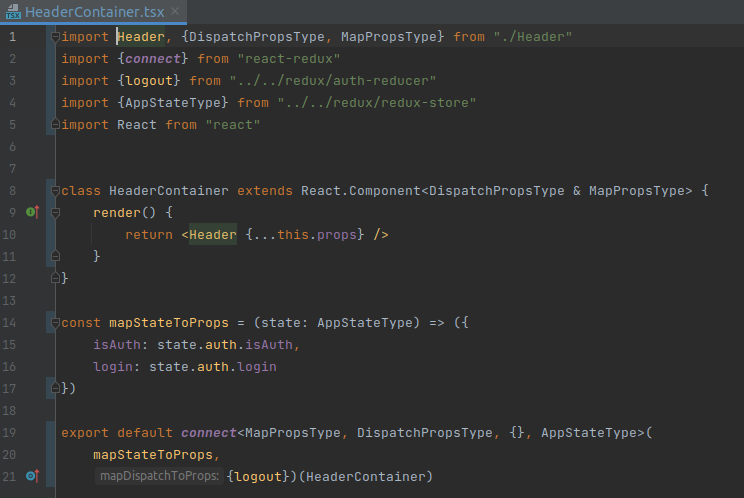 TSX HeaderContainer.tsx ×
1 import Header, {DispatchPropsType, MapPropsType} from "./Header"
2 import {connect} from "react-redux"
3 import {logout} from "../../redux/auth-reducer"
4 import {AppStateType} from "../../redux/redux-store"
5 import React from "react"
6
7
8 class HeaderContainer extends React.Component<DispatchPropsType & MapPropsType> {
9     render() {
10         return <Header {...this.props} />
11     }
12 }
13
14 const mapStateToProps = (state: AppStateType) => ({
15     isAuth: state.auth.isAuth,
16     login: state.auth.login
17 })
18
19 export default connect<MapPropsType, DispatchPropsType, {}, AppStateType>(
20     mapStateToProps,
21     mapDispatchToProps: {logout})(HeaderContainer)